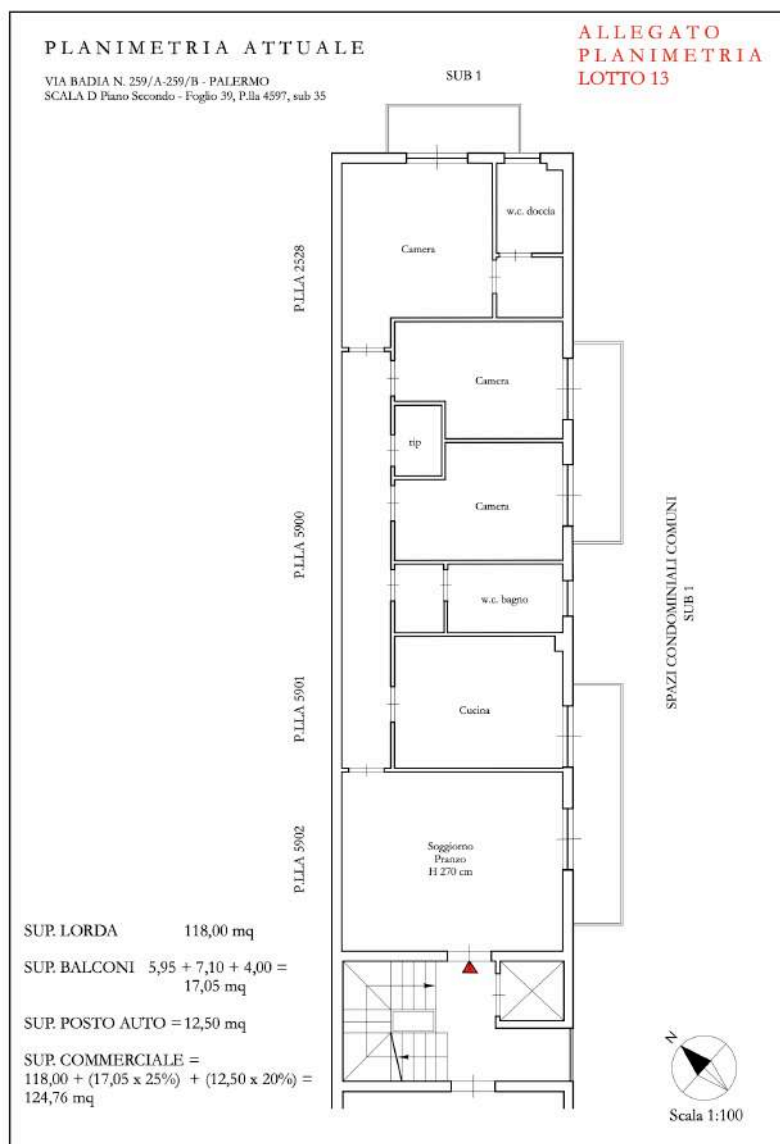 PLANIMETRIA ATTUALE
ALLEGATO
PLANIMETRIA
LOTTO 13
VIA BADIA N. 259/A-259/B - PALERMO
SCALA D Piano Secondo - Foglio 39, P.lla 4597, sub 35
SUB 1
w.c. doccia
Camera
P.LLA 2528
Camera
rip
Camera
P.LLA 5900
w.c. bagno
SPAZI CONDOMINIALI COMUNI
SUB 1
P.LLA 5901
Cucina
P.LLA 5902
Soggiorno
Pranzo
H 270 cm
SUP. LORDA 118,00 mq
SUP. BALCONI 5,95 + 7,10 + 4,00 =
17,05 mq
SUP. POSTO AUTO = 12,50 mq
SUP. COMMERCIALE =
118,00 + (17,05 x 25%) + (12,50 x 20%) =
124,76 mq
N
Scala 1:100